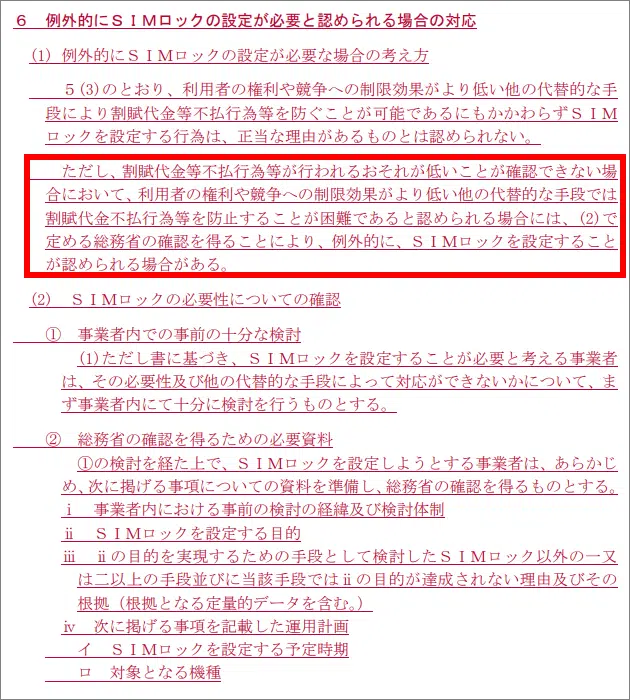 ６　例外的にＳＩＭロックの設定が必要と認められる場合の対応
(1)　例外的にＳＩＭロックの設定が必要な場合の考え方
５(3)のとおり、利用者の権利や競争への制限効果がより低い他の代替的な手
段により割賦代金等不払行為等を防ぐことが可能であるにもかかわらずＳＩＭ
ロックを設定する行為は、正当な理由があるものとは認められない。
ただし、割賦代金等不払行為等が行われるおそれが低いことが確認できない場
合において、利用者の権利や競争への制限効果がより低い他の代替的な手段では
割賦代金不払行為等を防止することが困難であると認められる場合には、(2)で
定める総務省の確認を得ることにより、例外的に、ＳＩＭロックを設定すること
が認められる場合がある。
(2)　ＳＩＭロックの必要性についての確認
①　事業者内での事前の十分な検討
(1)ただし書に基づき、ＳＩＭロックを設定することが必要と考える事業者
は、その必要性及び他の代替的な手段によって対応ができないかについて、ま
ず事業者内にて十分に検討を行うものとする。
②　総務省の確認を得るための必要資料
①の検討を経た上で、ＳＩＭロックを設定しようとする事業者は、あらかじ
め、次に掲げる事項についての資料を準備し、総務省の確認を得るものとする。
ⅰ　事業者内における事前の検討の経緯及び検討体制
ⅱ　ＳＩＭロックを設定する目的
ⅲ　ⅱの目的を実現するための手段として検討したＳＩＭロック以外の一又
は二以上の手段並びに当該手段ではⅱの目的が達成されない理由及びその
根拠（根拠となる定量的データを含む。）
ⅳ　次に掲げる事項を記載した運用計画
イ　ＳＩＭロックを設定する予定時期
ロ　対象となる機種